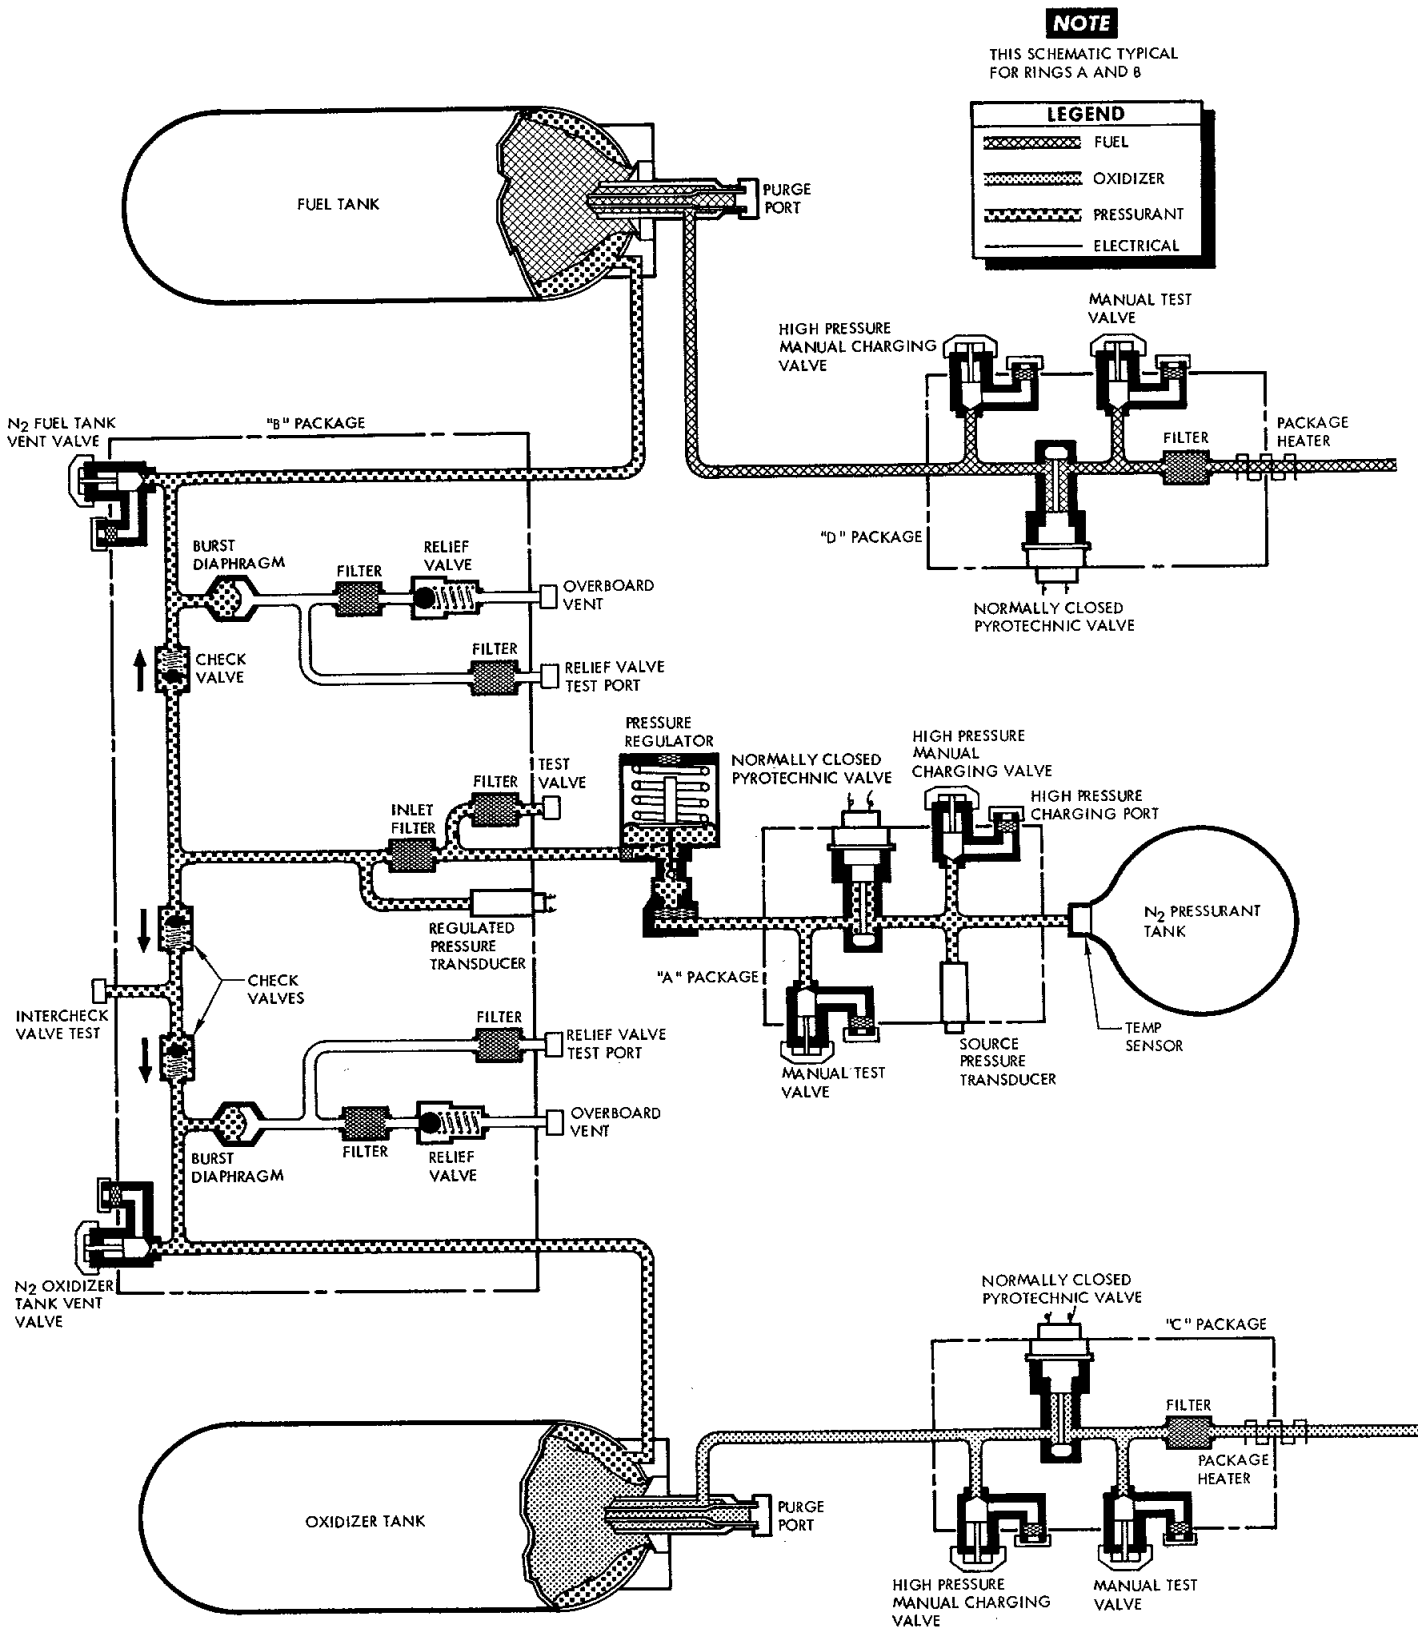 NOTE
THIS SCHEMATIC TYPICAL
FOR RINGS A AND B
LEGEND
FUEL
OXIDIZER
PRESSURANT
ELECTRICAL
FUEL TANK
PURGE
PORT
MANUAL TEST
VALVE
HIGH PRESSURE
MANUAL CHARGING
VALVE
N2 FUEL TANK
VENT VALVE
"B" PACKAGE
FILTER
PACKAGE
HEATER
"D" PACKAGE
NORMALLY CLOSED
PYROTECHNIC VALVE
BURST
DIAPHRAGM
FILTER
RELIEF
VALVE
OVERBOARD
VENT
CHECK
VALVE
FILTER
RELIEF VALVE
TEST PORT
PRESSURE
REGULATOR
NORMALLY CLOSED
PYROTECHNIC VALVE
HIGH PRESSURE
MANUAL
CHARGING VALVE
HIGH PRESSURE
CHARGING PORT
TEST
VALVE
FILTER
INLET
FILTER
N2 PRESSURANT
TANK
REGULATED
PRESSURE
TRANSDUCER
"A" PACKAGE
CHECK
VALVES
INTERCHECK
VALVE TEST
FILTER
RELIEF VALVE
TEST PORT
MANUAL TEST
VALVE
SOURCE
PRESSURE
TRANSDUCER
TEMP
SENSOR
OVERBOARD
VENT
BURST
DIAPHRAGM
FILTER
RELIEF
VALVE
N2 OXIDIZER
TANK VENT
VALVE
NORMALLY CLOSED
PYROTECHNIC VALVE
"C" PACKAGE
FILTER
PACKAGE
HEATER
OXIDIZER TANK
PURGE
PORT
HIGH PRESSURE
MANUAL CHARGING
VALVE
MANUAL TEST
VALVE